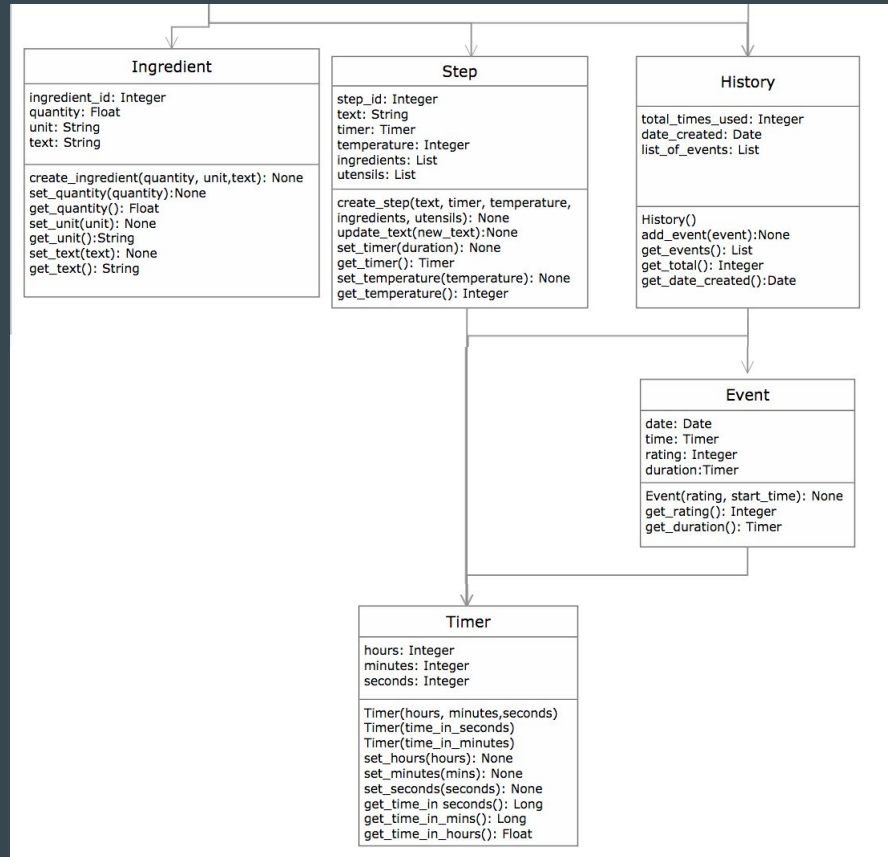 Ingredient
ingredient_id: Integer
quantity: Float
unit: String
text: String
create_ingredient(quantity, unit,text): None
set_quantity(quantity):None
get_quantity(): Float
set_unit(unit): None
get_unit():String
set_text(text): None
get_text(): String
Step
step_id: Integer
text: String
timer: Timer
temperature: Integer
ingredients: List
utensils: List
create_step(text, timer, temperature,
ingredients, utensils): None
update_text(new_text):None
set_timer(duration): None
get_timer(): Timer
set_temperature(temperature): None
get_temperature(): Integer
History
total_times_used: Integer
date_created: Date
list_of_events: List
History()
add_event(event):None
get_events(): List
get_total(): Integer
get_date_created():Date
Event
date: Date
time: Timer
rating: Integer
duration:Timer
Event(rating, start_time): None
get_rating(): Integer
get_duration(): Timer
Timer
hours: Integer
minutes: Integer
seconds: Integer
Timer(hours, minutes,seconds)
Timer(time_in_seconds)
Timer(time_in_minutes)
set_hours(hours): None
set_minutes(mins): None
set_seconds(seconds): None
get_time_in seconds(): Long
get_time_in_mins(): Long
get_time_in_hours(): Float